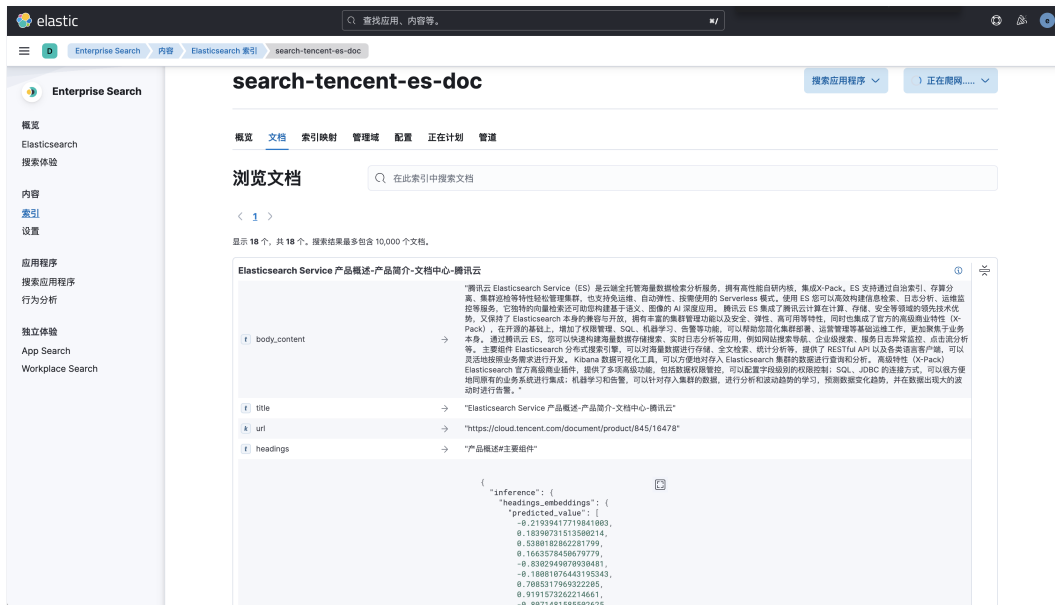 elastic
查找应用、内容等。
⌘/
e
D
Enterprise Search
内容
Elasticsearch 索引
search-tencent-es-doc
Enterprise Search
概览
Elasticsearch
搜索体验
内容
索引
设置
应用程序
搜索应用程序
行为分析
独立体验
App Search
Workplace Search
search-tencent-es-doc
搜索应用程序
正在爬网.....
概览 文档 索引映射 管理域 配置 正在计划 管道
浏览文档
在此索引中搜索文档
1
显示 18 个，共 18 个。搜索结果最多包含 10,000 个文档。
Elasticsearch Service 产品概述-产品简介-文档中心-腾讯云
t body_content
"腾讯云 Elasticsearch Service（ES）是云端全托管海量数据检索分析服务，拥有高性能自研内核，集成X-Pack。ES 支持通过自治索引、存算分
离、集群巡检等特性轻松管理集群，也支持免运维、自动弹性、按需使用的 Serverless 模式。使用 ES 您可以高效构建信息检索、日志分析、运维监
控等服务，它独特的向量检索还可助您构建基于语义、图像的 AI 深度应用。 腾讯云 ES 集成了腾讯云计算在计算、存储、安全等领域的领先技术优
势，又保持了 Elasticsearch 本身的兼容与开放，拥有丰富的集群管理功能以及安全、弹性、高可用等特性，同时也集成了官方的高级商业特性（X-
Pack），在开源的基础上，增加了权限管理、SQL、机器学习、告警等功能，可以帮助您简化集群部署、运营管理等基础运维工作，更加聚焦于业务
本身。 通过腾讯云 ES，您可以快速构建海量数据存储搜索、实时日志分析等应用，例如网站搜索导航、企业级搜索、服务日志异常监控、点击流分析
等。 主要组件 Elasticsearch 分布式搜索引擎，可以对海量数据进行存储、全文检索、统计分析等，提供了 RESTful API 以及各类语言客户端，可以
灵活地按照业务需求进行开发。 Kibana 数据可视化工具，可以方便地对存入 Elasticsearch 集群的数据进行查询和分析。 高级特性（X-Pack）
Elasticsearch 官方高级商业插件，提供了多项高级功能，包括数据权限管控，可以配置字段级别的权限控制；SQL、JDBC 的连接方式，可以很方便
地同原有的业务系统进行集成；机器学习和告警，可以针对存入集群的数据，进行分析和波动趋势的学习，预测数据变化趋势，并在数据出现大的波
动时进行告警。"
t title
"Elasticsearch Service 产品概述-产品简介-文档中心-腾讯云"
k url
"https://cloud.tencent.com/document/product/845/16478"
t headings
"产品概述#主要组件"
{
"inference": {
"headings_embeddings": {
"predicted_value": [
-0.21939417719841003,
0.18390731513500214,
0.5380182862281799,
0.1663578450679779,
-0.8302949070930481,
-0.18081076443195343,
0.7085317969322205,
0.9191573262214661,